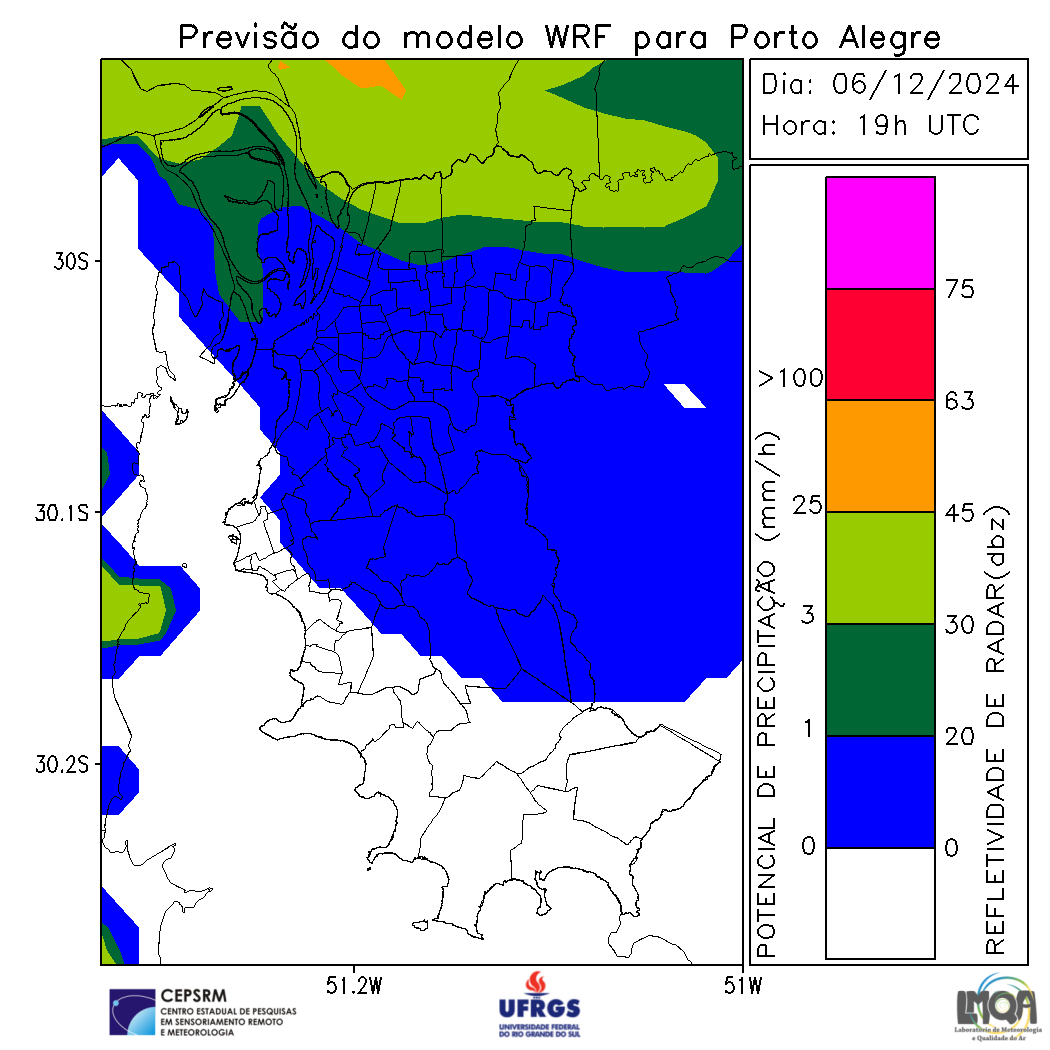 Previsão do modelo WRF para Porto Alegre
Dia: 06/12/2024
Hora: 19h UTC
30S
30.1S
30.2S
51.2W
51W
POTENCIAL DE PRECIPITAÇÃO (mm/h)
>100
25
3
1
0
75
63
45
30
20
0
REFLETIVIDADE DE RADAR(dbz)
CEPSRM
CENTRO ESTADUAL DE PESQUISAS
EM SENSORIAMENTO REMOTO
E METEOROLOGIA
UFRGS
UNIVERSIDADE FEDERAL
DO RIO GRANDE DO SUL
LMQA
Laboratório de Meteorologia
e Qualidade do Ar